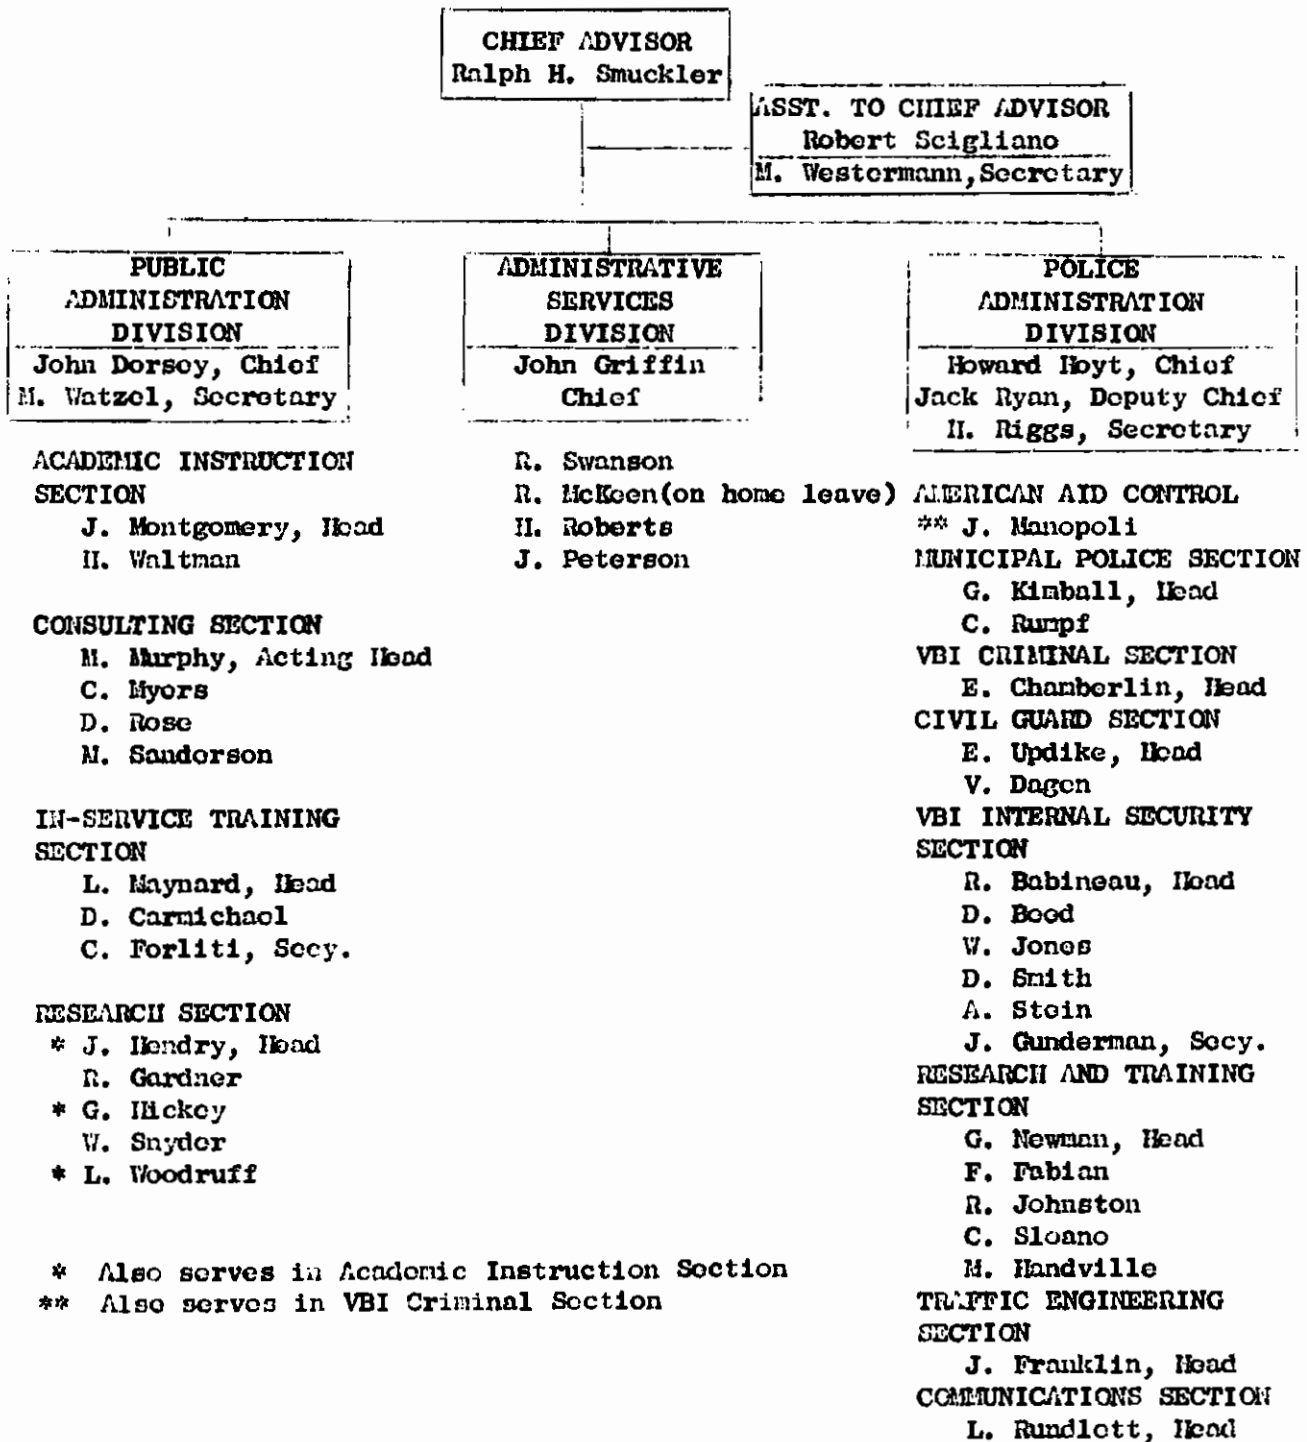 CHIEF ADVISOR
Ralph H. Smuckler
ASST. TO CHIEF ADVISOR
Robert Scigliano
M. Westermann, Secretary
PUBLIC
ADMINISTRATION
DIVISION
John Dorsey, Chief
M. Watzel, Secretary
ADMINISTRATIVE
SERVICES
DIVISION
John Griffin
Chief
POLICE
ADMINISTRATION
DIVISION
Howard Hoyt, Chief
Jack Ryan, Deputy Chief
H. Riggs, Secretary
ACADEMIC INSTRUCTION
SECTION
J. Montgomery, Head
H. Waltman
CONSULTING SECTION
M. Murphy, Acting Head
C. Myers
D. Rose
M. Sanderson
IN-SERVICE TRAINING
SECTION
L. Maynard, Head
D. Carmichael
C. Forliti, Secy.
RESEARCH SECTION
* J. Hendry, Head
R. Gardner
* G. Hickey
W. Snyder
* L. Woodruff
R. Swanson
R. McKeen(on home leave)
H. Roberts
J. Peterson
AMERICAN AID CONTROL
** J. Manopoli
MUNICIPAL POLICE SECTION
G. Kimball, Head
C. Rumpf
VBI CRIMINAL SECTION
E. Chamberlin, Head
CIVIL GUARD SECTION
E. Updike, Head
V. Dagen
VBI INTERNAL SECURITY
SECTION
R. Babineau, Head
D. Beed
W. Jones
D. Smith
A. Stein
J. Gunderman, Secy.
RESEARCH AND TRAINING
SECTION
G. Newman, Head
F. Fabian
R. Johnston
C. Sloane
M. Handville
TRAFFIC ENGINEERING
SECTION
J. Franklin, Head
COMMUNICATIONS SECTION
L. Rundlett, Head
* Also serves in Academic Instruction Section
** Also serves in VBI Criminal Section